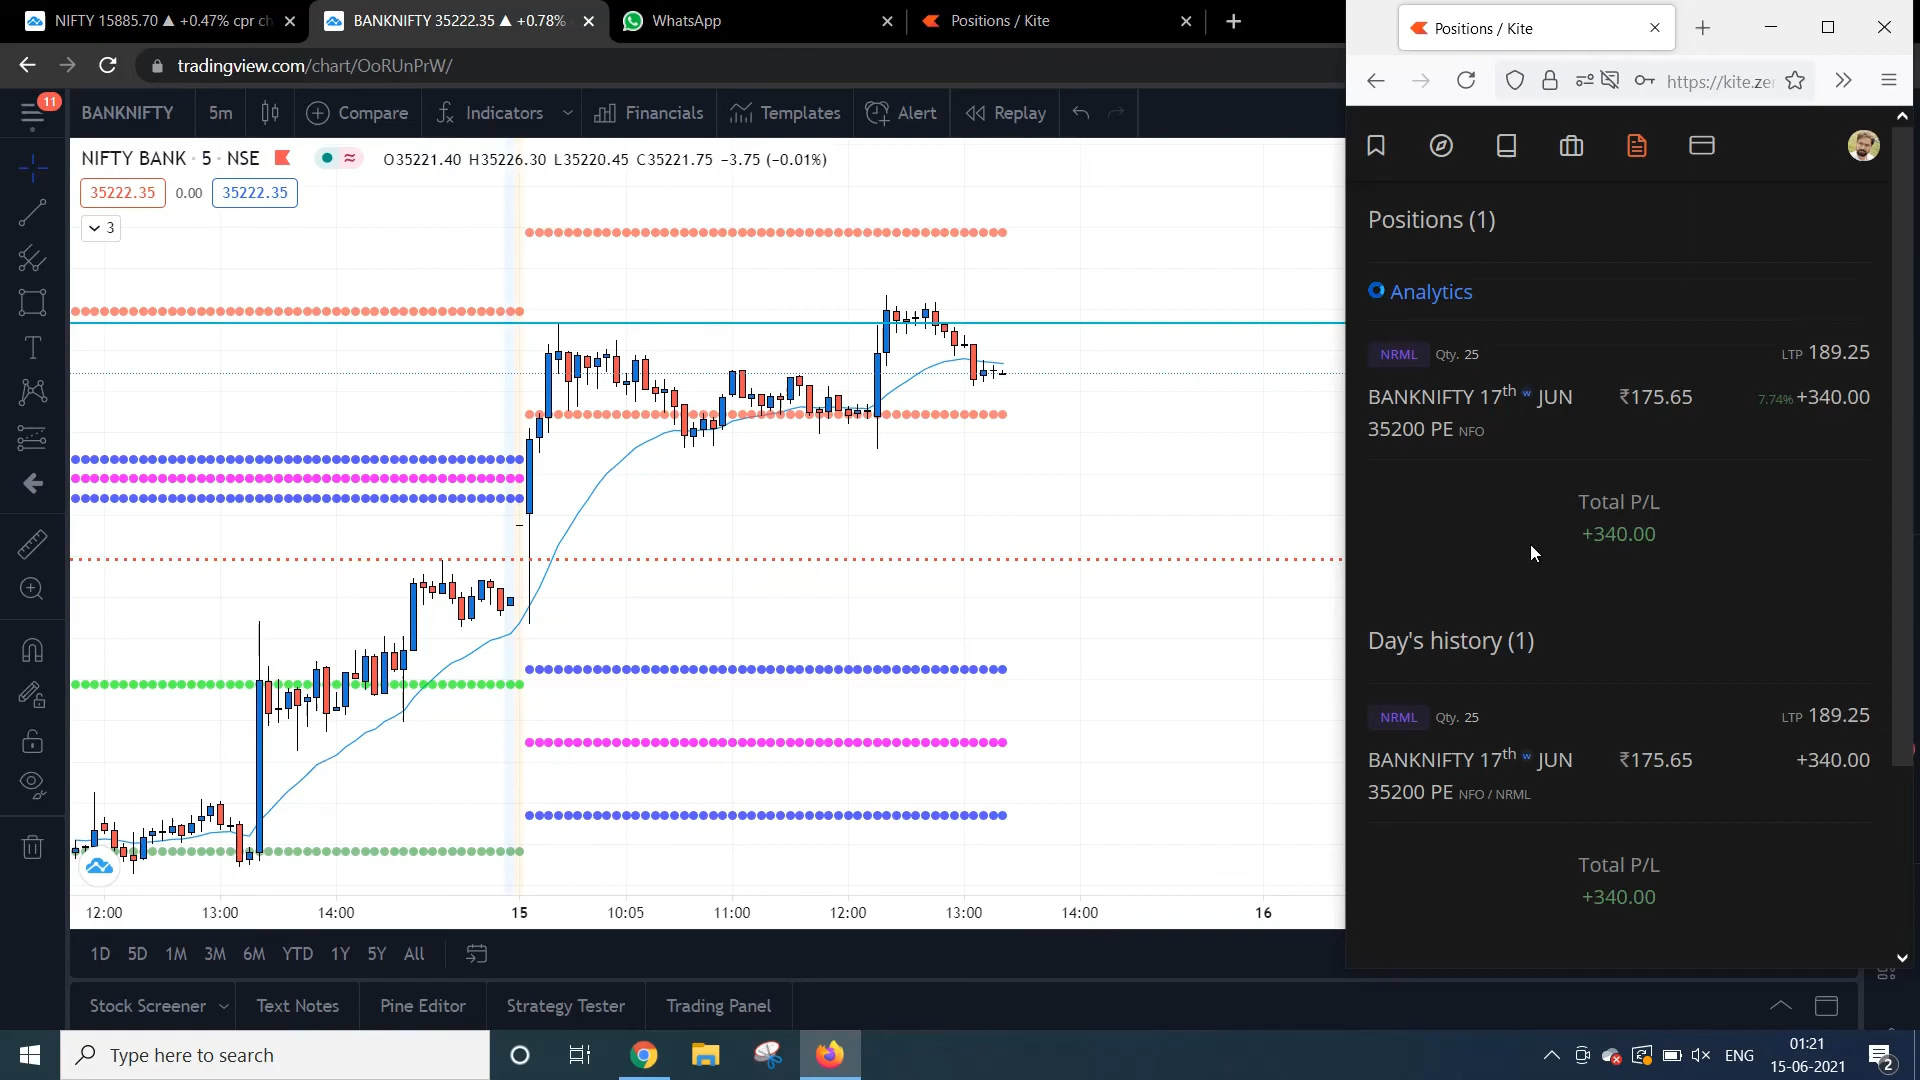 NIFTY 15885.70 ▲ +0.47% cpr ch
BANKNIFTY 35222.35 ▲ +0.78%
WhatsApp
Positions / Kite
tradingview.com/chart/OoRUnPrW/
11
BANKNIFTY 5m Compare Indicators Financials Templates Alert Replay
NIFTY BANK · 5 · NSE O35221.40 H35226.30 L35220.45 C35221.75 −3.75 (−0.01%)
35222.35 0.00 35222.35
3
12:00 13:00 14:00 15 10:05 11:00 12:00 13:00 14:00 16
1D 5D 1M 3M 6M YTD 1Y 5Y All
Stock Screener Text Notes Pine Editor Strategy Tester Trading Panel
Positions / Kite
https://kite.zer
Positions (1)
Analytics
NRML Qty. 25 LTP 189.25
BANKNIFTY 17th w JUN ₹175.65 7.74% +340.00
35200 PE NFO
Total P/L
+340.00
Day's history (1)
NRML Qty. 25 LTP 189.25
BANKNIFTY 17th w JUN ₹175.65 +340.00
35200 PE NFO / NRML
Total P/L
+340.00
Type here to search
ENG
01:21
15-06-2021
2